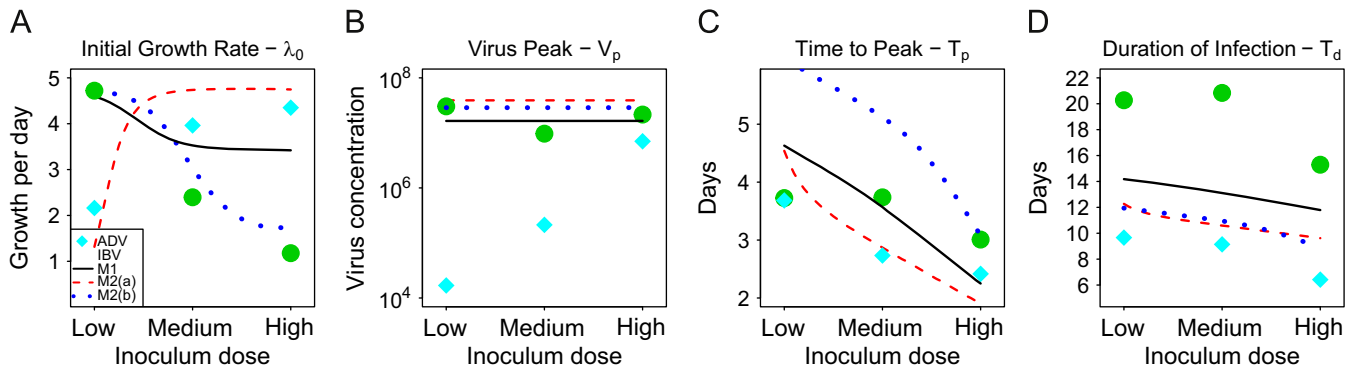 A
Initial Growth Rate − λ0
Growth per day
5
4
3
2
1
ADV
IBV
M1
M2(a)
M2(b)
Low Medium High
Inoculum dose
B
Virus Peak − Vp
Virus concentration
10^8
10^6
10^4
Low Medium High
Inoculum dose
C
Time to Peak − Tp
Days
5
4
3
2
Low Medium High
Inoculum dose
D
Duration of Infection − Td
Days
22
20
18
16
14
12
10
8
6
Low Medium High
Inoculum dose